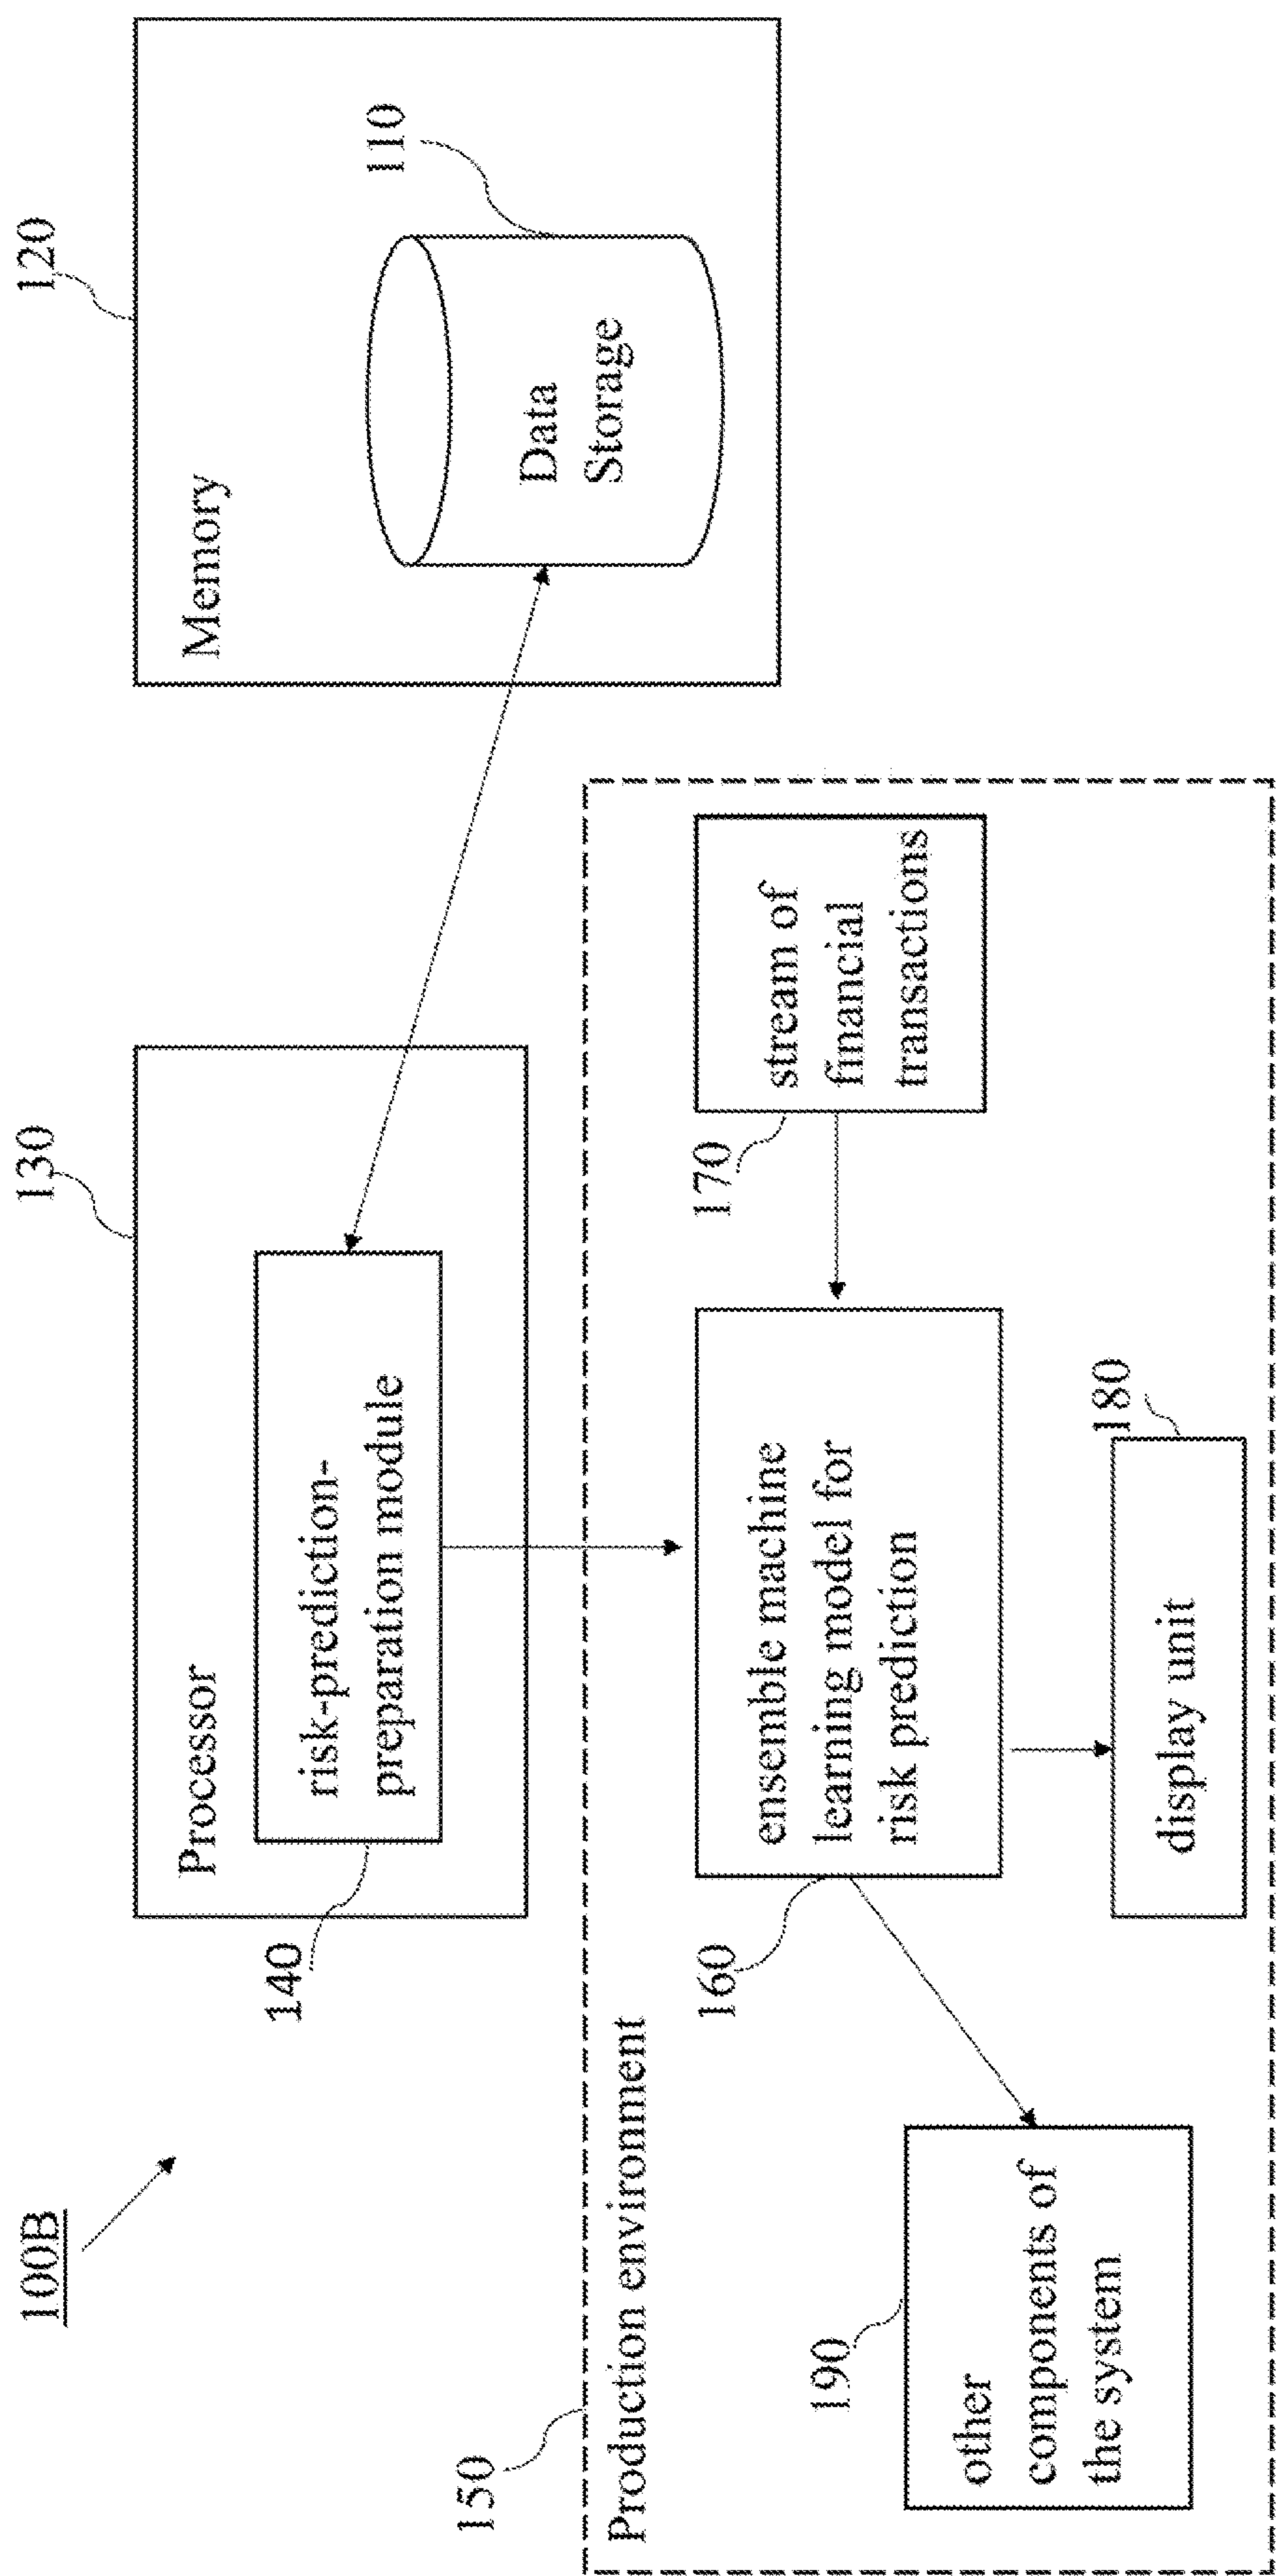 100B
130
120
Processor
140
risk-prediction-
preparation module
Memory
110
Data
Storage
150
Production environment
160
ensemble machine
learning model for
risk prediction
170
stream of
financial
transactions
190
other
components of
the system
180
display unit